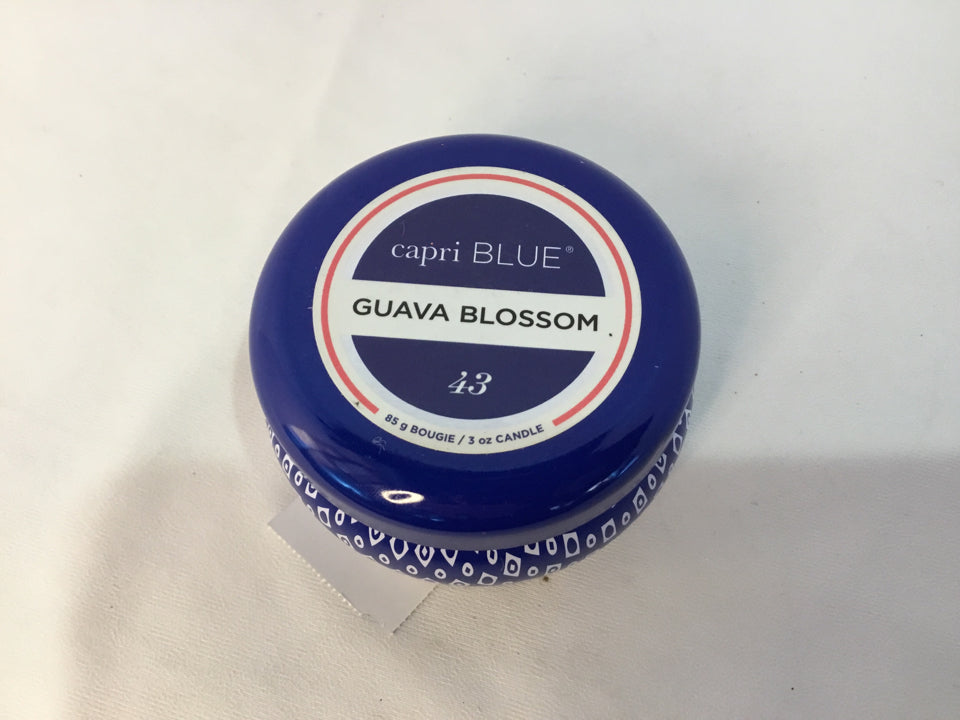 capri BLUE®
GUAVA BLOSSOM
43
85 g BOUGIE / 3 oz CANDLE